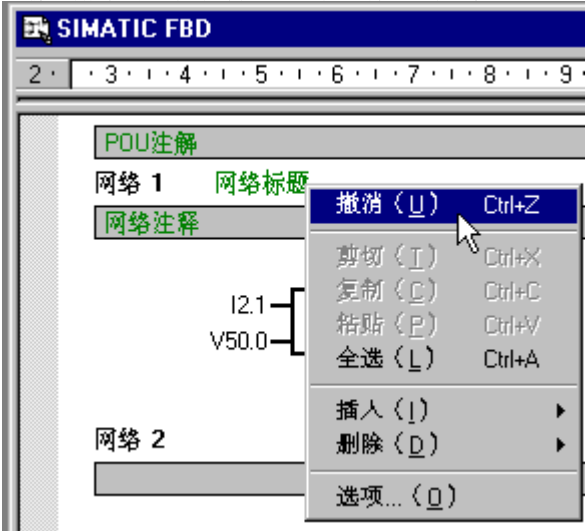 SIMATIC FBD
2 · · 3 · ı · 4 · ı · 5 · ı · 6 · ı · 7 · ı · 8 · ı · 9 ·
POU注解
网络 1 网络标题
网络注释
I2.1
V50.0
网络 2
撤消(U) Ctrl+Z
剪切(T) Ctrl+X
复制(C) Ctrl+C
粘贴(P) Ctrl+V
全选(L) Ctrl+A
插入(I)
删除(D)
选项...(O)